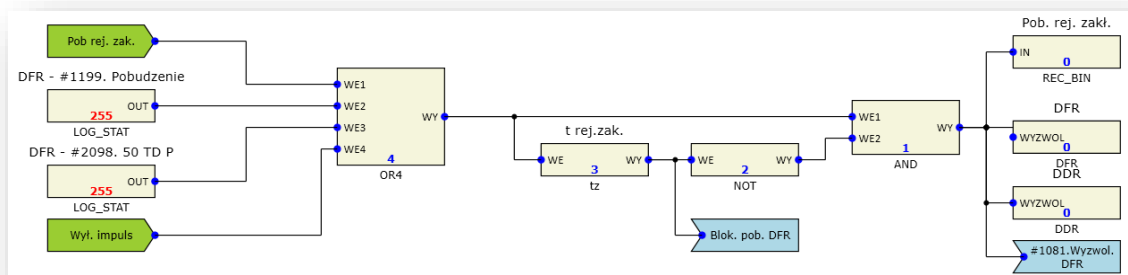 Pob rej. zak.
DFR - #1199. Pobudzenie
OUT
255
LOG_STAT
DFR - #2098. 50 TD P
OUT
255
LOG_STAT
Wył. impuls
WE1
WE2
WE3
WE4
WY
4
OR4
t rej.zak.
WE
WY
3
tz
WE
WY
2
NOT
Blok. pob. DFR
WE1
WE2
WY
1
AND
Pob. rej. zakł.
IN
0
REC_BIN
DFR
WYZWOL
0
DFR
DDR
WYZWOL
0
DDR
#1081.Wyzwol.
DFR